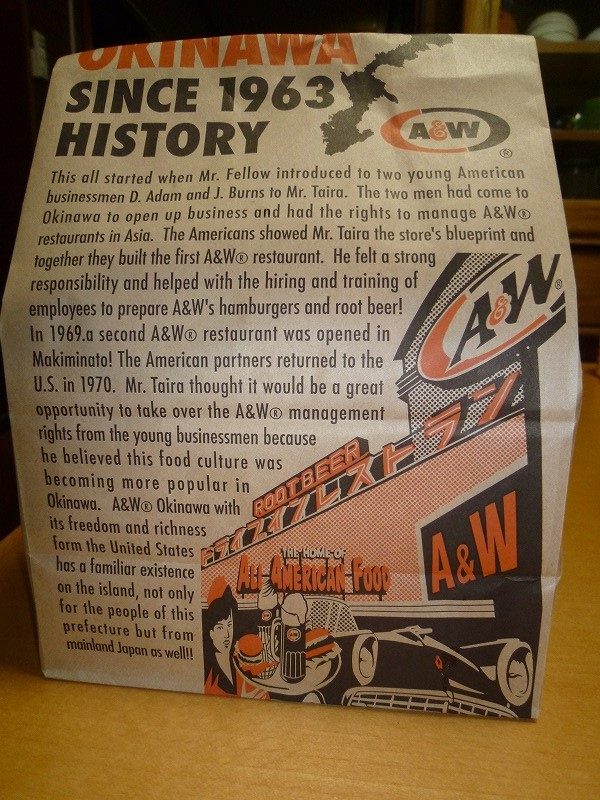 OKINAWA
SINCE 1963
HISTORY
A&W®
This all started when Mr. Fellow introduced to two young American
businessmen D. Adam and J. Burns to Mr. Taira. The two men had come to
Okinawa to open up business and had the rights to manage A&W®
restaurants in Asia. The Americans showed Mr. Taira the store's blueprint and
together they built the first A&W® restaurant. He felt a strong
responsibility and helped with the hiring and training of
employees to prepare A&W's hamburgers and root beer!
In 1969.a second A&W® restaurant was opened in
Makiminato! The American partners returned to the
U.S. in 1970. Mr. Taira thought it would be a great
opportunity to take over the A&W® management
rights from the young businessmen because
he believed this food culture was
becoming more popular in
Okinawa. A&W® Okinawa with
its freedom and richness
form the United States
has a familiar existence
on the island, not only
for the people of this
prefecture but from
mainland Japan as well!!
A&W®
ROOT BEER
ドライブインレストラン
THE HOME OF
ALL AMERICAN FOOD
A&W